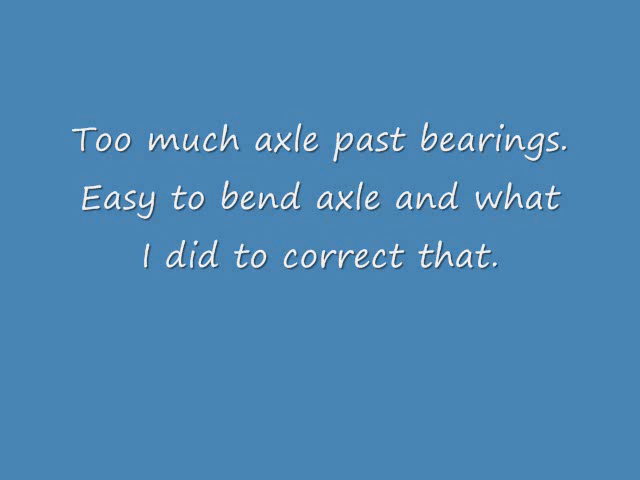 Too much axle past bearings.
Easy to bend axle and what
I did to correct that.